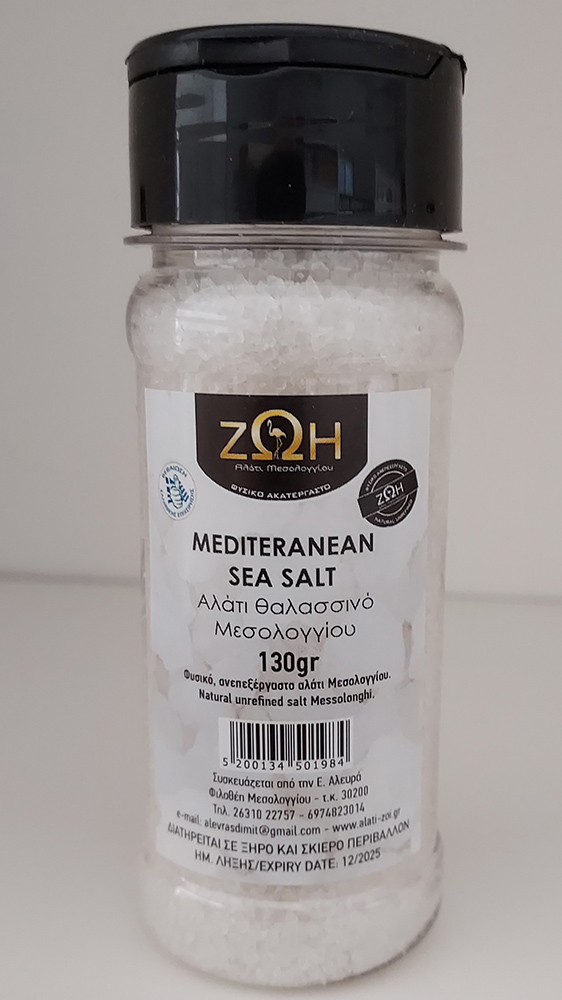 ΖΩΗ
Αλάτι Μεσολογγίου
ΦΥΣΙΚΟ ΑΚΑΤΕΡΓΑΣΤΟ
ΖΩΗ
MEDITERANEAN
SEA SALT
Αλάτι θαλασσινό
Μεσολογγίου
130gr
Φυσικό, ανεπεξέργαστο αλάτι Μεσολογγίου.
Natural unrefined salt Messolonghi.
5 200134 501984
Συσκευάζεται από την Ε. Αλευρά
Φιλοθέη Μεσολογγίου - τ.κ. 30200
Τηλ. 26310 22757 - 6974823014
e-mail: alevrasdimit@gmail.com - www.alati-zoi.gr
ΔΙΑΤΗΡΕΙΤΑΙ ΣΕ ΞΗΡΟ ΚΑΙ ΣΚΙΕΡΟ ΠΕΡΙΒΑΛΛΟΝ
ΗΜ. ΛΗΞΗΣ/EXPIRY DATE: 12/2025